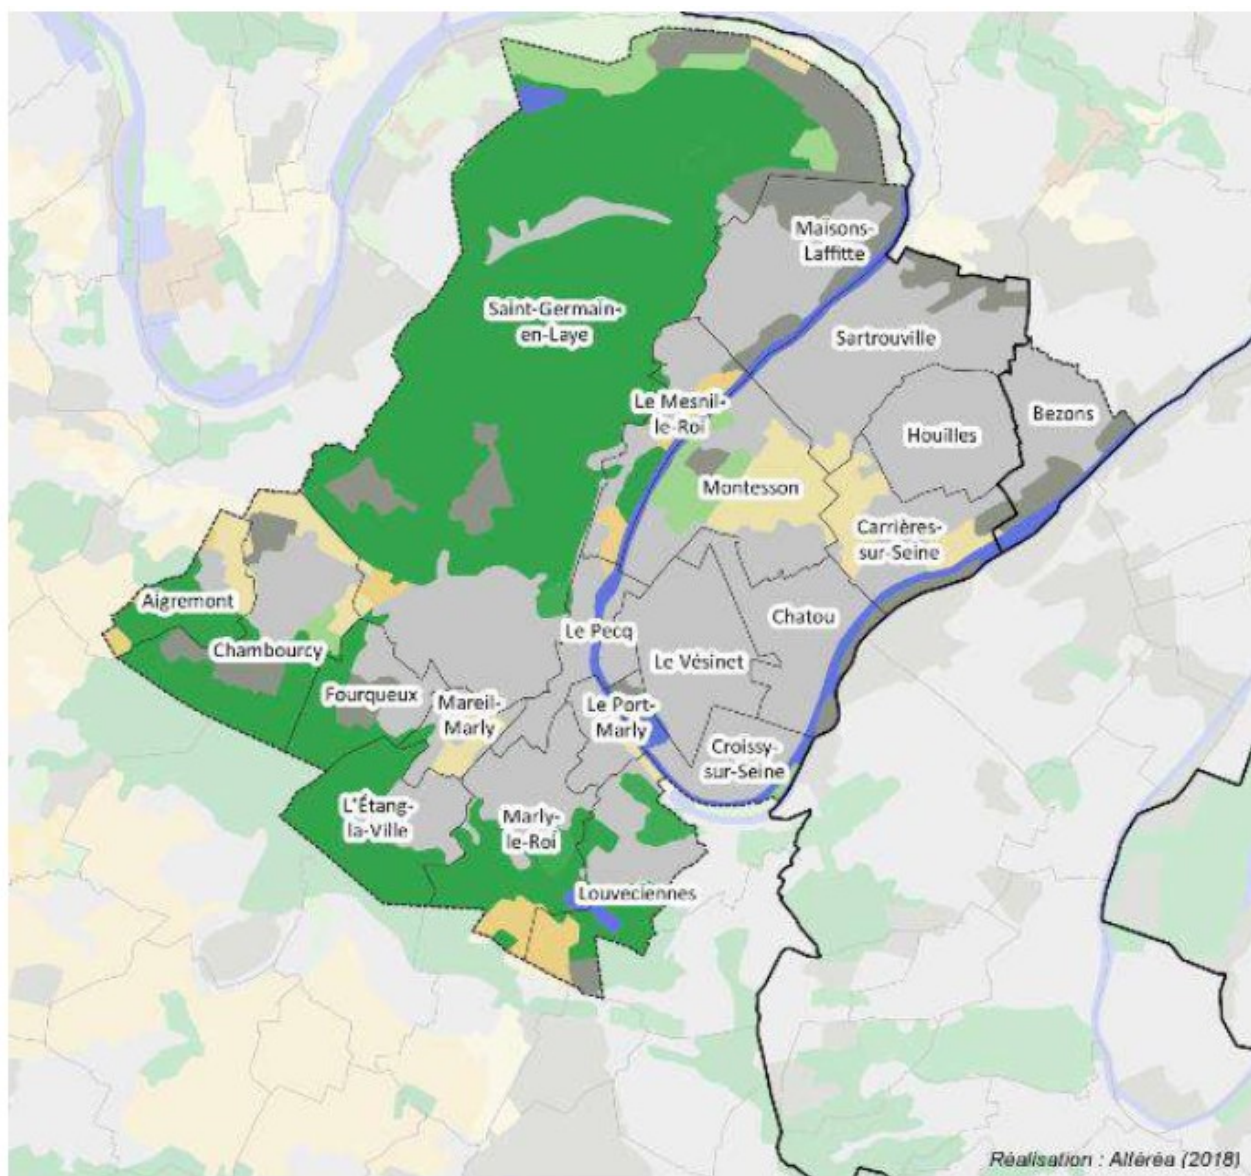 Maisons-
Laffitte
Saint-Germain-
en-Laye
Sartrouville
Le Mesnil-
le-Roi
Bezons
Houilles
Montesson
Carrières-
sur-Seine
Aigremont
Chatou
Le Pecq
Chambourcy
Le Vésinet
Fourqueux
Mareil-
Marly
Le Port-
Marly
Croissy-
sur-Seine
L'Étang-
la-Ville
Marly-
le-Roi
Louveciennes
Réalisation : Alteréa (2018)